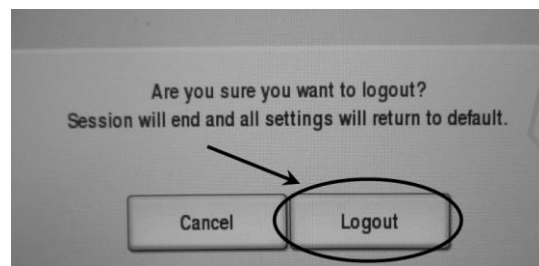 Are you sure you want to logout?
Session will end and all settings will return to default.
Cancel
Logout